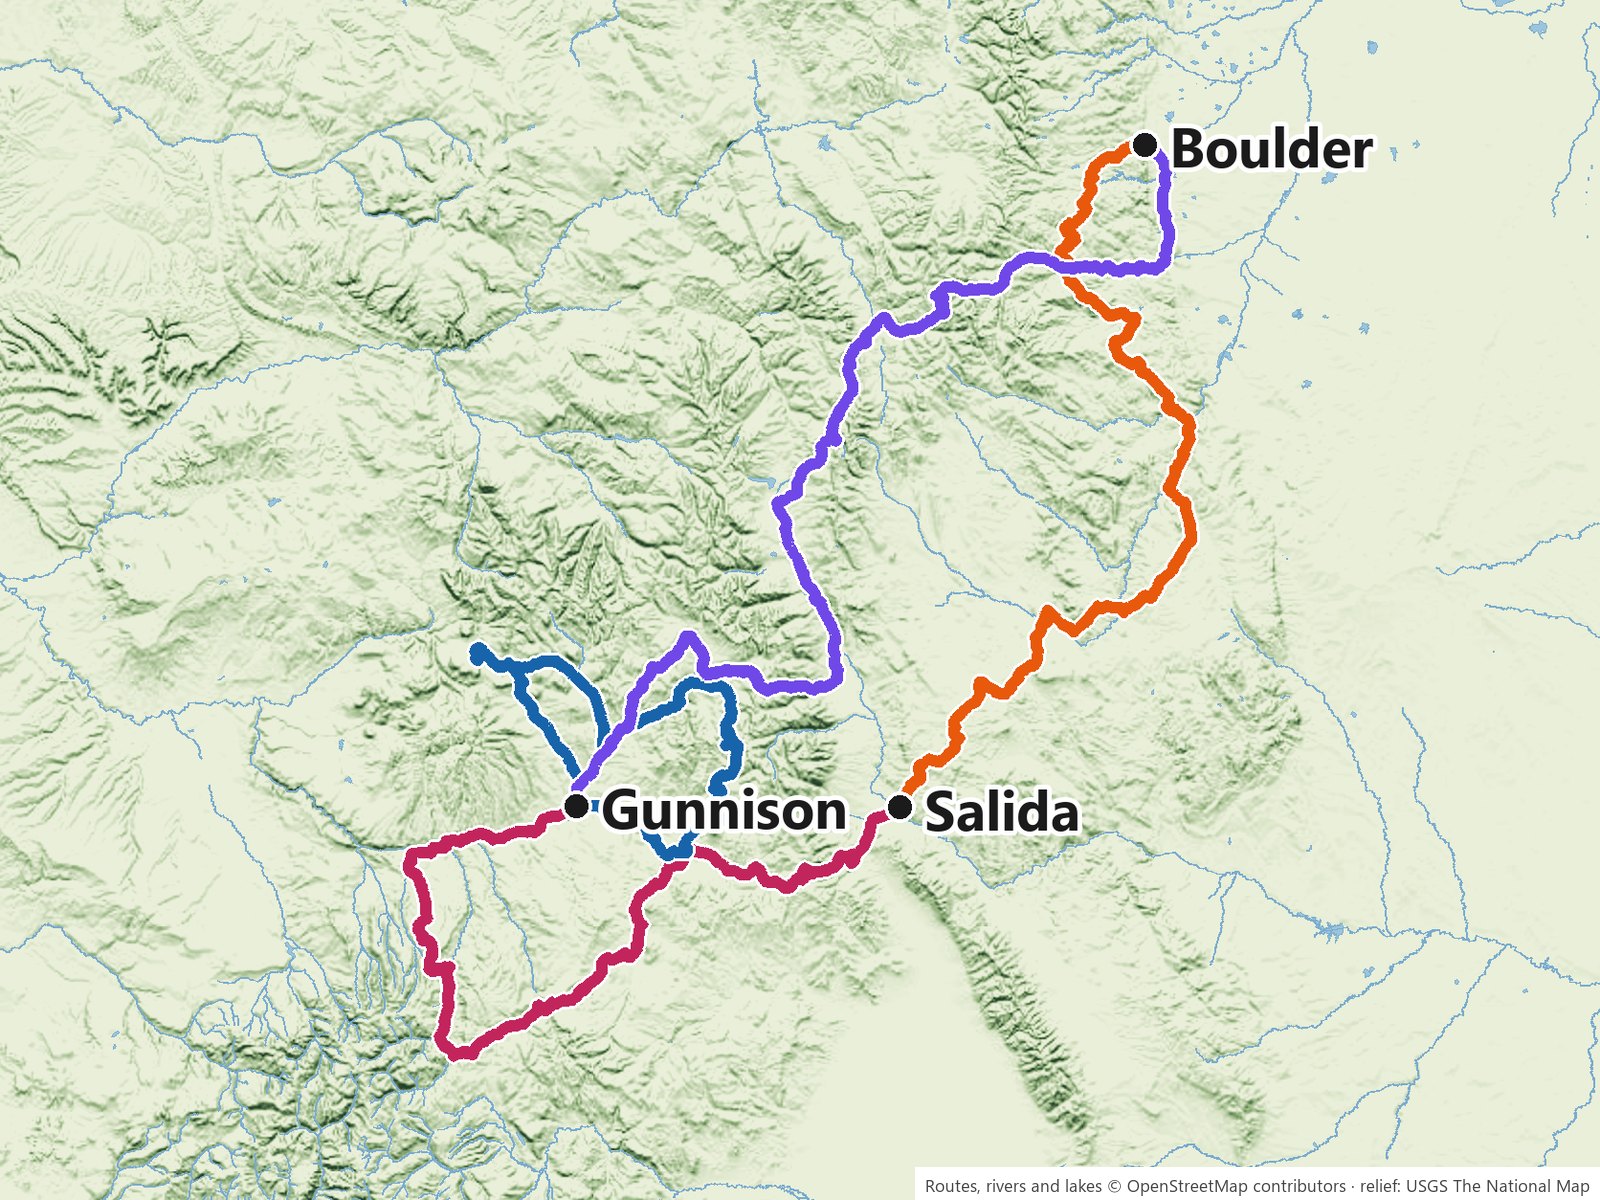 Boulder
Gunnison
Salida
Routes, rivers and lakes © OpenStreetMap contributors · relief: USGS The National Map